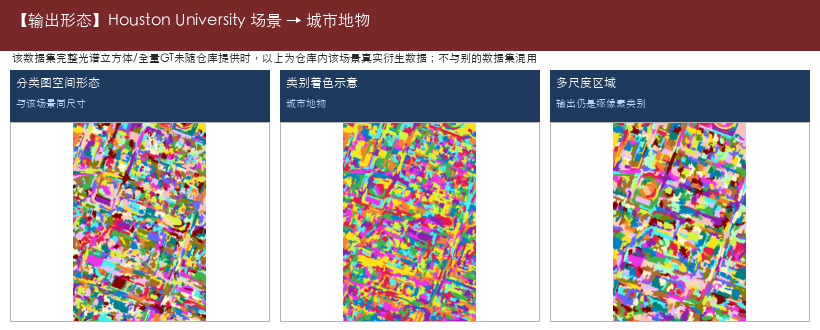 【输出形态】Houston University 场景 → 城市地物
该数据集完整光谱立方体/全量GT未随仓库提供时，以上为仓库内该场景真实衍生数据；不与别的数据集混用
分类图空间形态
与该场景同尺寸
类别着色示意
城市地物
多尺度区域
输出仍是逐像素类别